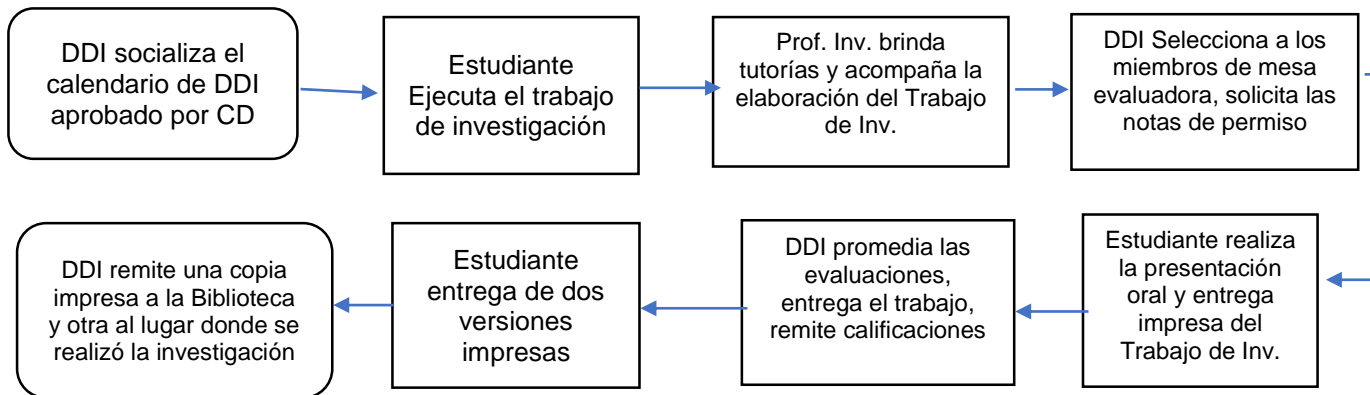 DDI socializa el
calendario de DDI
aprobado por CD
Estudiante
Ejecuta el trabajo
de investigación
Prof. Inv. brinda
tutorías y acompaña la
elaboración del Trabajo
de Inv.
DDI Selecciona a los
miembros de mesa
evaluadora, solicita las
notas de permiso
Estudiante realiza
la presentación
oral y entrega
impresa del
Trabajo de Inv.
DDI promedia las
evaluaciones,
entrega el trabajo,
remite calificaciones
Estudiante
entrega de dos
versiones
impresas
DDI remite una copia
impresa a la Biblioteca
y otra al lugar donde se
realizó la investigación